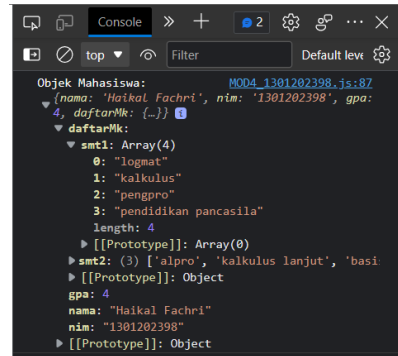 Console 2
top Filter Default leve
Objek Mahasiswa: MOD4_1301202398.js:87
{nama: 'Haikal Fachri', nim: '1301202398', gpa:
4, daftarMk: {…}} i
daftarMk:
smt1: Array(4)
0: "logmat"
1: "kalkulus"
2: "pengpro"
3: "pendidikan pancasila"
length: 4
[[Prototype]]: Array(0)
smt2: (3) ['alpro', 'kalkulus lanjut', 'basi
[[Prototype]]: Object
gpa: 4
nama: "Haikal Fachri"
nim: "1301202398"
[[Prototype]]: Object